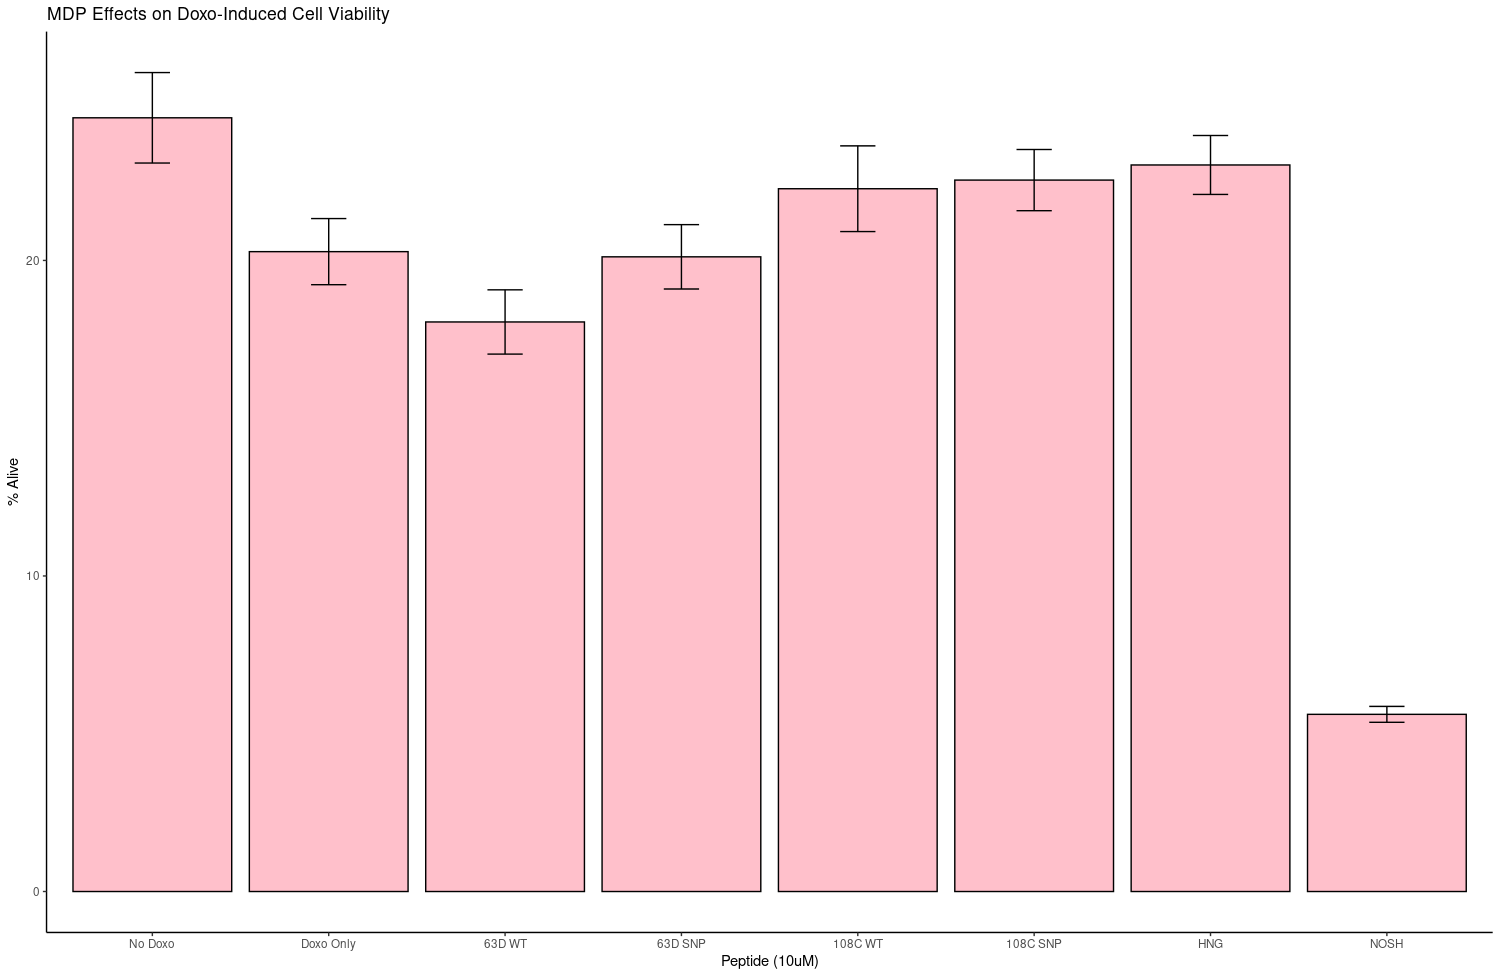 MDP Effects on Doxo-Induced Cell Viability
% Alive
20
10
0
No Doxo Doxo Only 63D WT 63D SNP 108C WT 108C SNP HNG NOSH
Peptide (10uM)